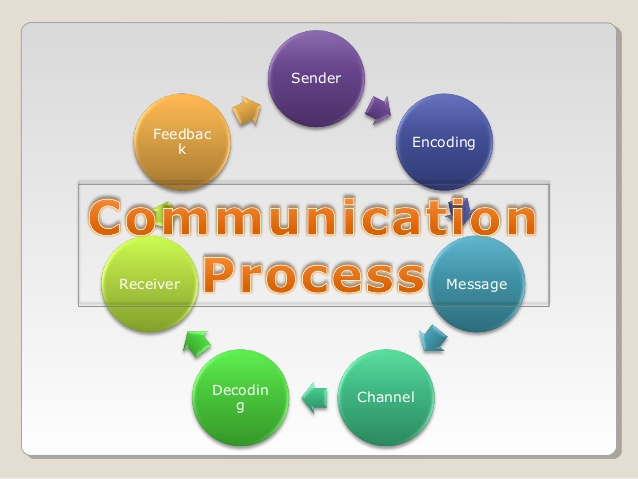 Sender
Encoding
Message
Channel
Decodin
g
Receiver
Feedbac
k
Communication
Process